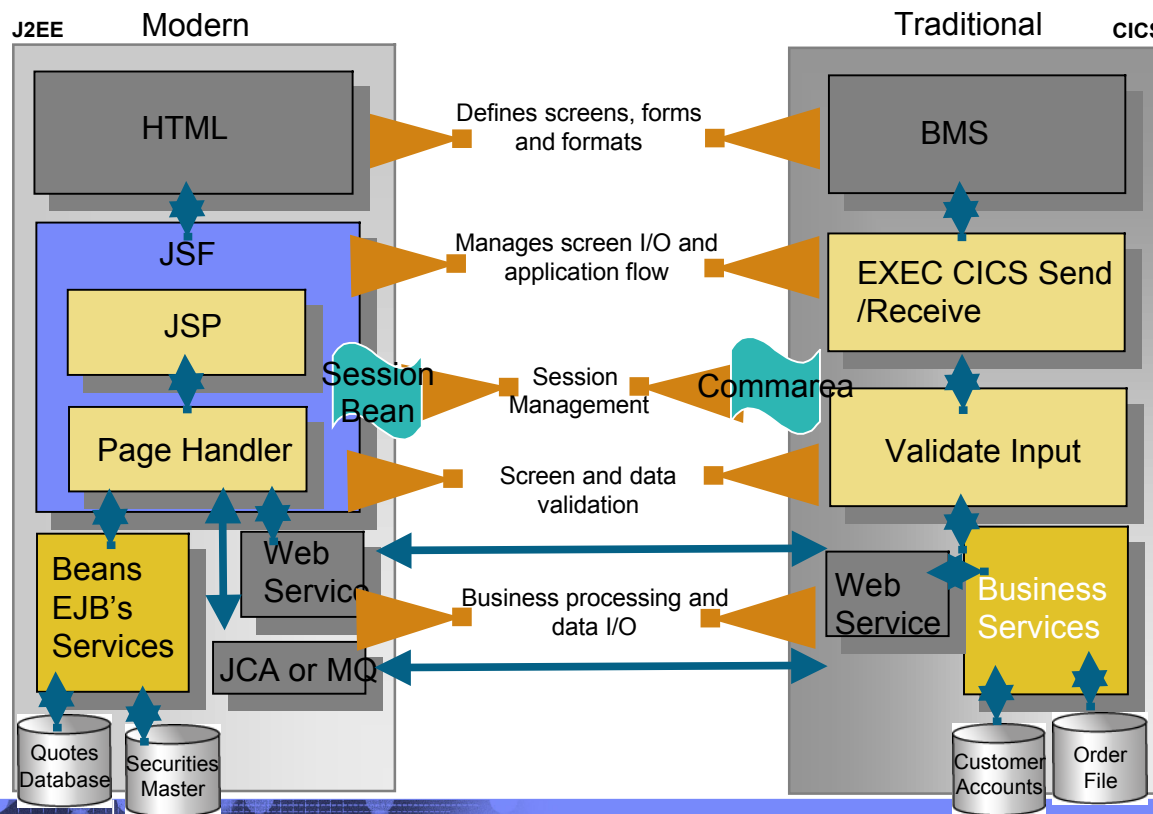 J2EE
Modern
Traditional
CICS
HTML
Defines screens, forms
and formats
BMS
JSF
Manages screen I/O and
application flow
EXEC CICS Send
/Receive
JSP
Session
Bean
Session
Management
Commarea
Page Handler
Screen and data
validation
Validate Input
Beans
EJB's
Services
Web
Service
JCA or MQ
Business processing and
data I/O
Web
Service
Business
Services
Quotes
Database
Securities
Master
Customer
Accounts
Order
File